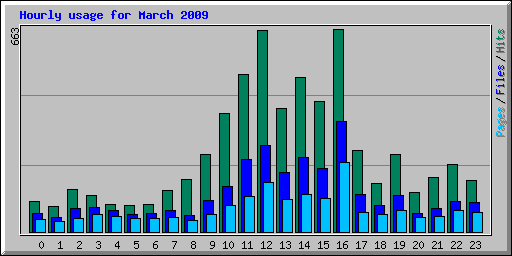 Hourly usage for March 2009
663
Pages / Files / Hits
0 1 2 3 4 5 6 7 8 9 10 11 12 13 14 15 16 17 18 19 20 21 22 23